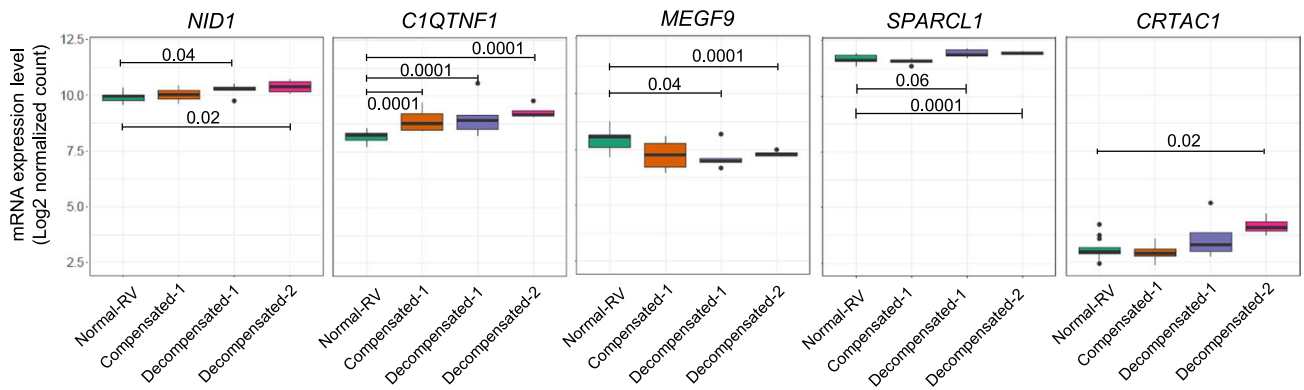 NID1
C1QTNF1
MEGF9
SPARCL1
CRTAC1
mRNA expression level
(Log2 normalized count)
12.5
10.0
7.5
5.0
2.5
0.04
0.02
0.0001
0.0001
0.0001
0.0001
0.04
0.06
0.0001
0.02
Normal-RV
Compensated-1
Decompensated-1
Decompensated-2
Normal-RV
Compensated-1
Decompensated-1
Decompensated-2
Normal-RV
Compensated-1
Decompensated-1
Decompensated-2
Normal-RV
Compensated-1
Decompensated-1
Decompensated-2
Normal-RV
Compensated-1
Decompensated-1
Decompensated-2